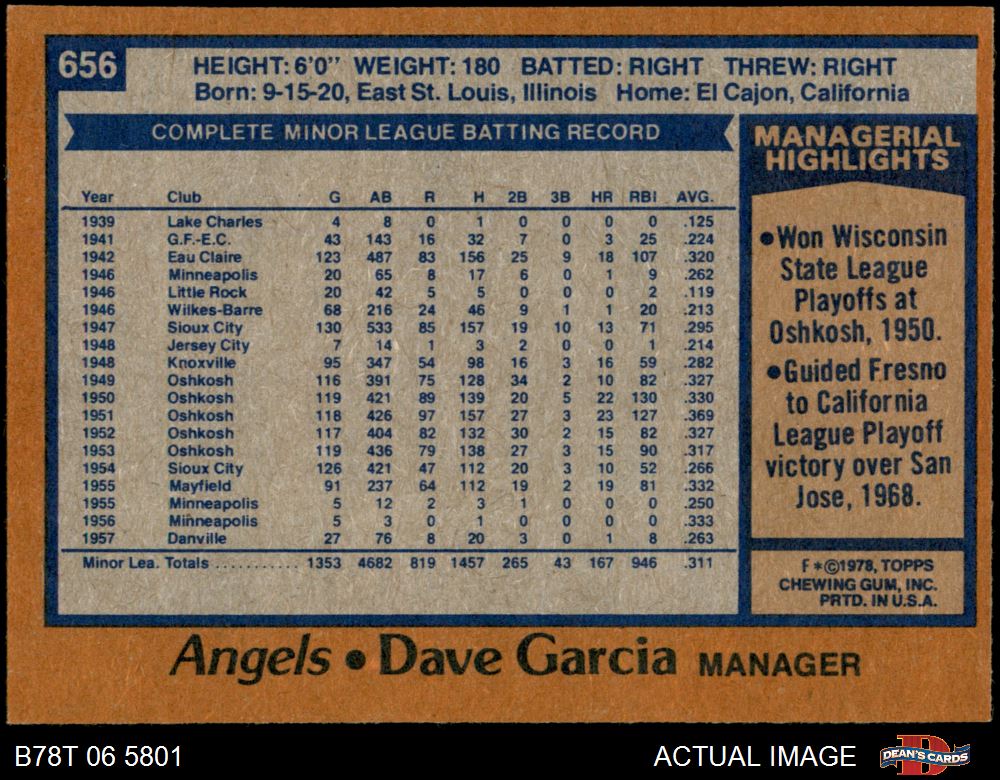 656
HEIGHT: 6'0" WEIGHT: 180 BATTED: RIGHT THREW: RIGHT
Born: 9-15-20, East St. Louis, Illinois Home: El Cajon, California
COMPLETE MINOR LEAGUE BATTING RECORD
Year Club G AB R H 2B 3B HR RBI AVG.
1939 Lake Charles 4 8 0 1 0 0 0 0 .125
1941 G.F.-E.C. 43 143 16 32 7 0 3 25 .224
1942 Eau Claire 123 487 83 156 25 9 18 107 .320
1946 Minneapolis 20 65 8 17 6 0 1 9 .262
1946 Little Rock 20 42 5 5 0 0 0 2 .119
1946 Wilkes-Barre 68 216 24 46 9 1 1 20 .213
1947 Sioux City 130 533 85 157 19 10 13 71 .295
1948 Jersey City 7 14 1 3 2 0 0 1 .214
1948 Knoxville 95 347 54 98 16 3 16 59 .282
1949 Oshkosh 116 391 75 128 34 2 10 82 .327
1950 Oshkosh 119 421 89 139 20 5 22 130 .330
1951 Oshkosh 118 426 97 157 27 3 23 127 .369
1952 Oshkosh 117 404 82 132 30 2 15 82 .327
1953 Oshkosh 119 436 79 138 27 3 15 90 .317
1954 Sioux City 126 421 47 112 20 3 10 52 .266
1955 Mayfield 91 237 64 112 19 2 19 81 .332
1955 Minneapolis 5 12 2 3 1 0 0 0 .250
1956 Minneapolis 5 3 0 1 0 0 0 0 .333
1957 Danville 27 76 8 20 3 0 1 8 .263
Minor Lea. Totals .......... 1353 4682 819 1457 265 43 167 946 .311
MANAGERIAL
HIGHLIGHTS
•Won Wisconsin
State League
Playoffs at
Oshkosh, 1950.
•Guided Fresno
to California
League Playoff
victory over San
Jose, 1968.
F*©1978, TOPPS
CHEWING GUM, INC.
PRTD. IN U.S.A.
Angels • Dave Garcia MANAGER
B78T 06 5801 ACTUAL IMAGE DEAN'S CARDS